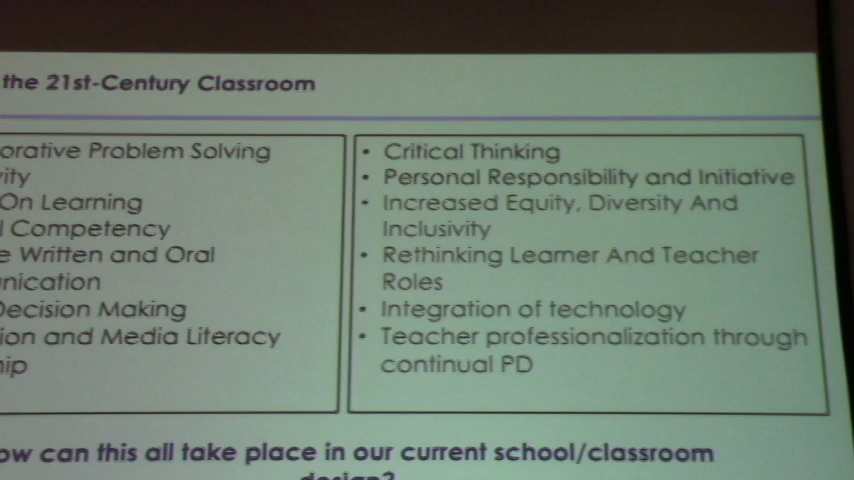 the 21st-Century Classroom
orative Problem Solving
ity
On Learning
l Competency
e Written and Oral
nication
Decision Making
ion and Media Literacy
hip
• Critical Thinking
• Personal Responsibility and Initiative
• Increased Equity, Diversity And
Inclusivity
• Rethinking Learner And Teacher
Roles
• Integration of technology
• Teacher professionalization through
continual PD
ow can this all take place in our current school/classroom
design?